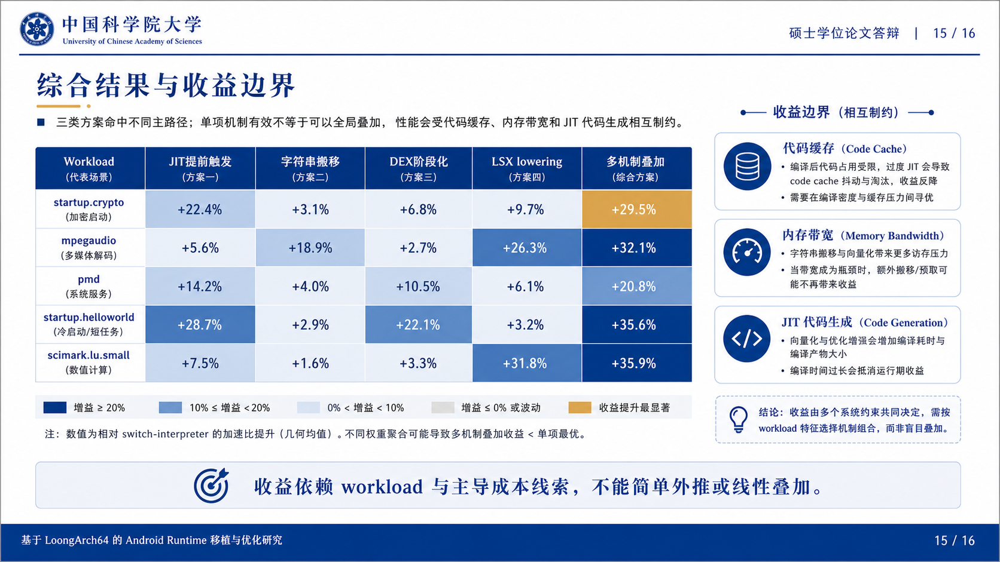 中国科学院大学
University of Chinese Academy of Sciences
硕士学位论文答辩 | 15 / 16
综合结果与收益边界
三类方案命中不同主路径；单项机制有效不等于可以全局叠加，性能会受代码缓存、内存带宽和 JIT 代码生成相互制约。
Workload
(代表场景)
JIT提前触发
(方案一)
字符串搬移
(方案二)
DEX阶段化
(方案三)
LSX lowering
(方案四)
多机制叠加
(综合方案)
startup.crypto
(加密启动)
+22.4%
+3.1%
+6.8%
+9.7%
+29.5%
mpegaudio
(多媒体解码)
+5.6%
+18.9%
+2.7%
+26.3%
+32.1%
pmd
(系统服务)
+14.2%
+4.0%
+10.5%
+6.1%
+20.8%
startup.helloworld
(冷启动/短任务)
+28.7%
+2.9%
+22.1%
+3.2%
+35.6%
scimark.lu.small
(数值计算)
+7.5%
+1.6%
+3.3%
+31.8%
+35.9%
增益 ≥ 20%
10% ≤ 增益 <20%
0% < 增益 < 10%
增益 ≤ 0% 或波动
收益提升最显著
注：数值为相对 switch-interpreter 的加速比提升（几何均值）。不同权重聚合可能导致多机制叠加收益 < 单项最优。
收益边界（相互制约）
代码缓存（Code Cache）
• 编译后代码占用受限，过度 JIT 会导致
code cache 抖动与淘汰，收益反降
• 需要在编译密度与缓存压力间寻优
内存带宽（Memory Bandwidth）
• 字符串搬移与向量化带来更多访存压力
• 当带宽成为瓶颈时，额外搬移/预取可
能不再带来收益
JIT 代码生成（Code Generation）
• 向量化与优化增强会增加编译耗时与
编译产物大小
• 编译时间过长会抵消运行期收益
结论：收益由多个系统约束共同决定，需按
workload 特征选择机制组合，而非盲目叠加。
收益依赖 workload 与主导成本线索，不能简单外推或线性叠加。
基于 LoongArch64 的 Android Runtime 移植与优化研究
15 / 16